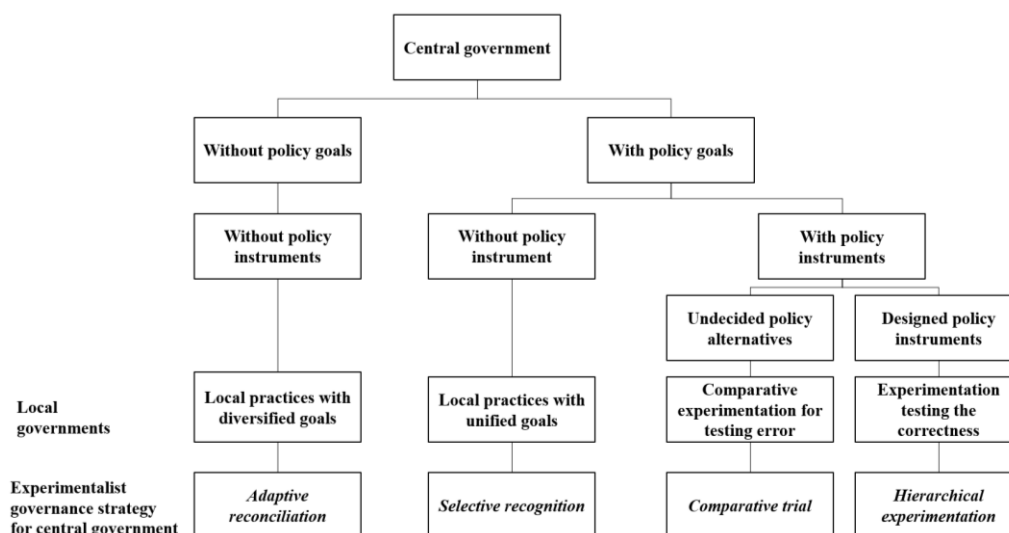 Central government
Without policy goals
With policy goals
Without policy
instruments
Without policy
instrument
With policy
instruments
Undecided policy
alternatives
Designed policy
instruments
Local
governments
Local practices with
diversified goals
Local practices with
unified goals
Comparative
experimentation for
testing error
Experimentation
testing the
correctness
Experimentalist
governance strategy
for central government
Adaptive
reconciliation
Selective recognition
Comparative trial
Hierarchical
experimentation